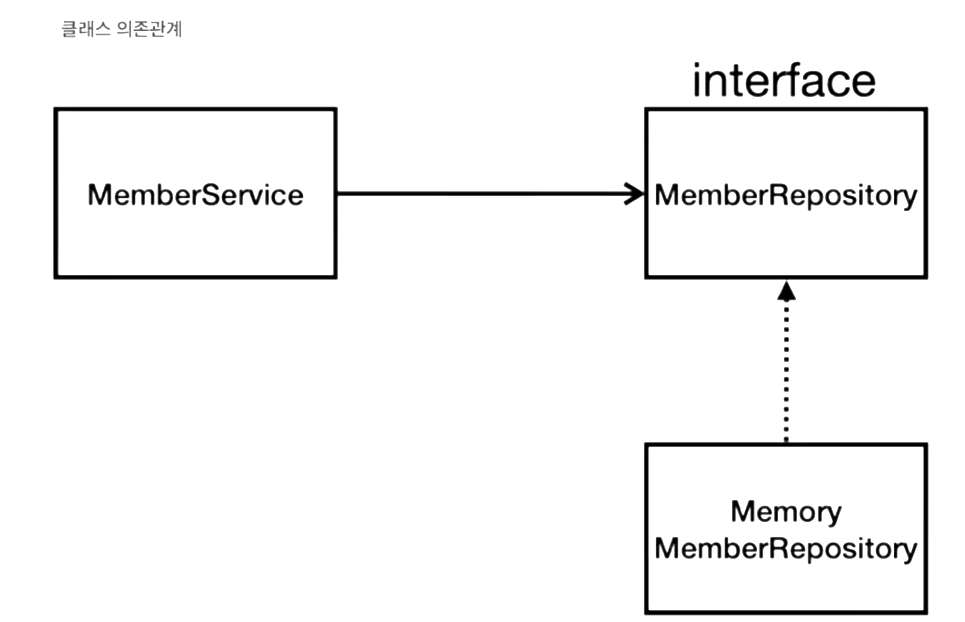 클래스 의존관계
interface
MemberService
MemberRepository
Memory
MemberRepository